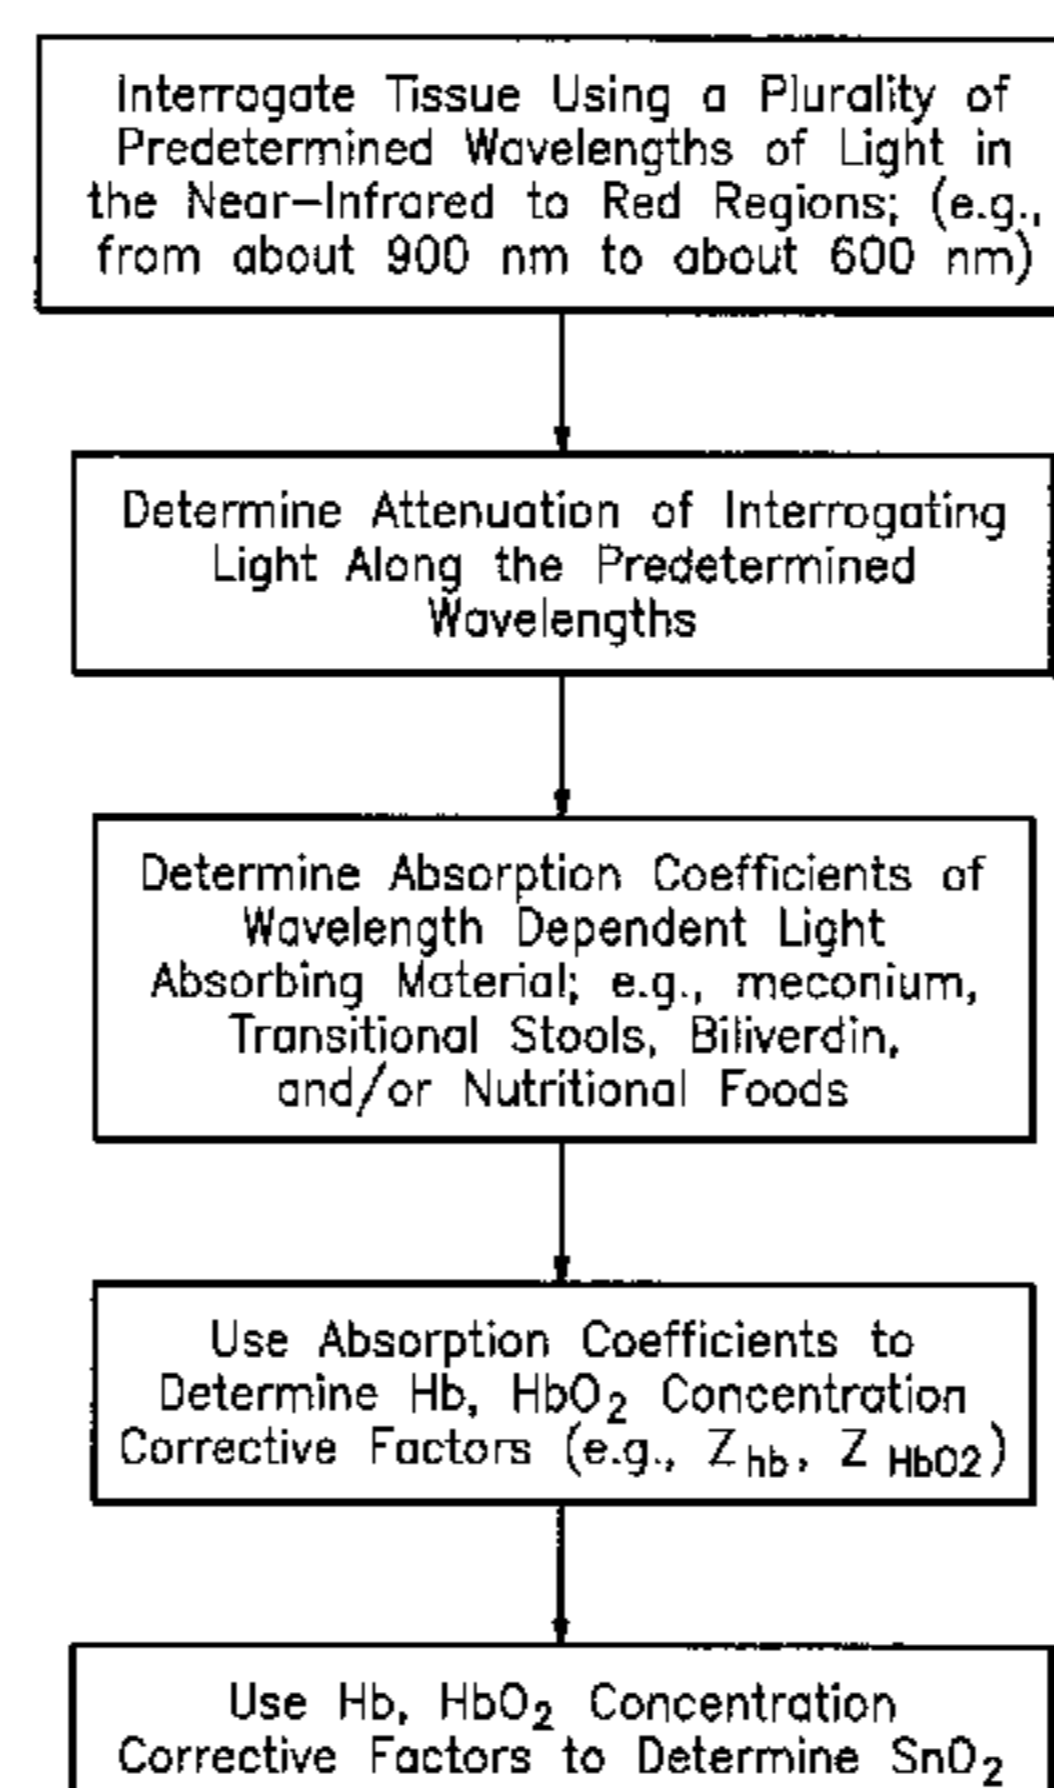 Interrogate Tissue Using a Plurality of
Predetermined Wavelengths of Light in
the Near-Infrared to Red Regions; (e.g.,
from about 900 nm to about 600 nm)
Determine Attenuation of Interrogating
Light Along the Predetermined
Wavelengths
Determine Absorption Coefficients of
Wavelength Dependent Light
Absorbing Material; e.g., meconium,
Transitional Stools, Biliverdin,
and/or Nutritional Foods
Use Absorption Coefficients to
Determine Hb, HbO₂ Concentration
Corrective Factors (e.g., Z hb, Z HbO2)
Use Hb, HbO₂ Concentration
Corrective Factors to Determine SnO₂